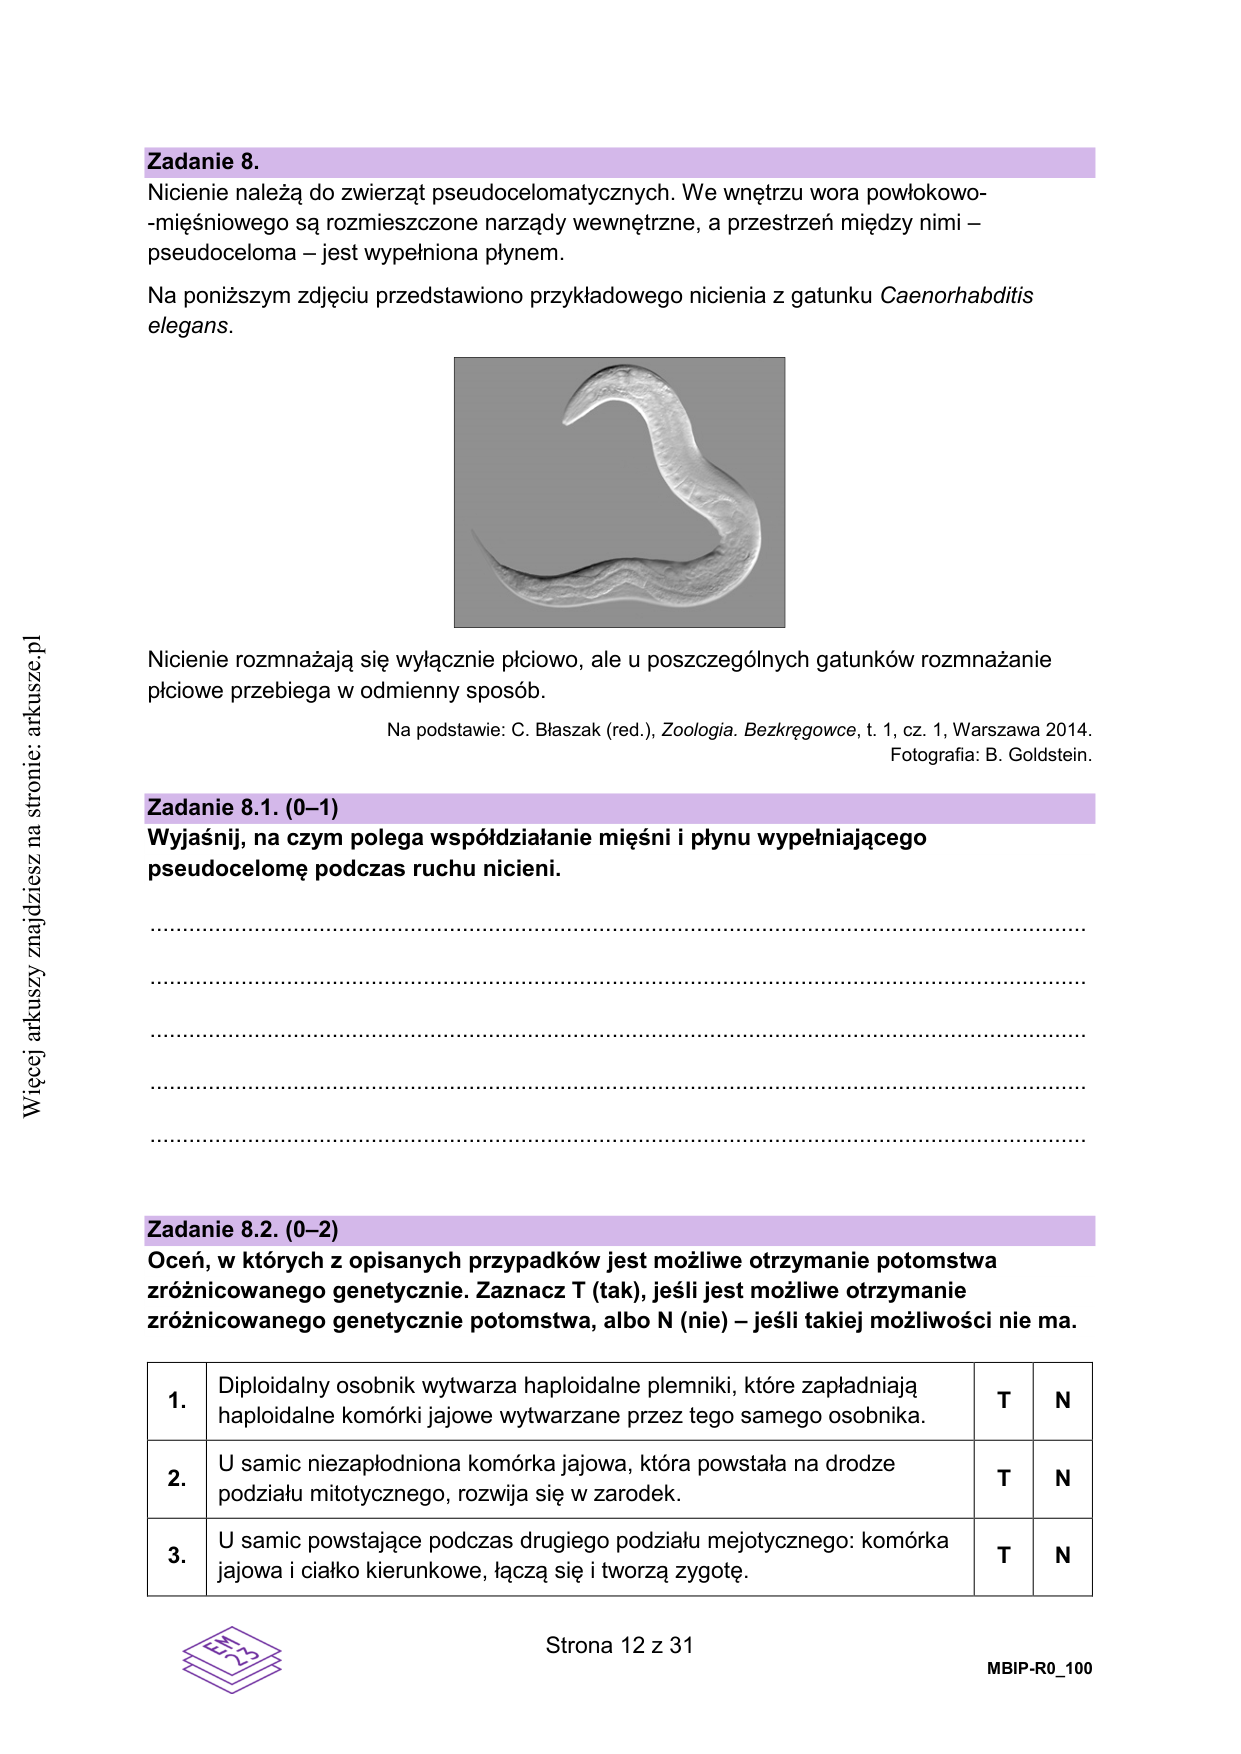 Zadanie 8.
Nicienie należą do zwierząt pseudocelomatycznych. We wnętrzu wora powłokowo-
-mięśniowego są rozmieszczone narządy wewnętrzne, a przestrzeń między nimi –
pseudoceloma – jest wypełniona płynem.
Na poniższym zdjęciu przedstawiono przykładowego nicienia z gatunku Caenorhabditis
elegans.
Nicienie rozmnażają się wyłącznie płciowo, ale u poszczególnych gatunków rozmnażanie
płciowe przebiega w odmienny sposób.
Na podstawie: C. Błaszak (red.), Zoologia. Bezkręgowce, t. 1, cz. 1, Warszawa 2014.
Fotografia: B. Goldstein.
Zadanie 8.1. (0–1)
Wyjaśnij, na czym polega współdziałanie mięśni i płynu wypełniającego
pseudocelomę podczas ruchu nicieni.
Zadanie 8.2. (0–2)
Oceń, w których z opisanych przypadków jest możliwe otrzymanie potomstwa
zróżnicowanego genetycznie. Zaznacz T (tak), jeśli jest możliwe otrzymanie
zróżnicowanego genetycznie potomstwa, albo N (nie) – jeśli takiej możliwości nie ma.
1. Diploidalny osobnik wytwarza haploidalne plemniki, które zapładniają
haploidalne komórki jajowe wytwarzane przez tego samego osobnika. T N
2. U samic niezapłodniona komórka jajowa, która powstała na drodze
podziału mitotycznego, rozwija się w zarodek. T N
3. U samic powstające podczas drugiego podziału mejotycznego: komórka
jajowa i ciałko kierunkowe, łączą się i tworzą zygotę. T N
EM
23
Strona 12 z 31
MBIP-R0_100
Więcej arkuszy znajdziesz na stronie: arkusze.pl